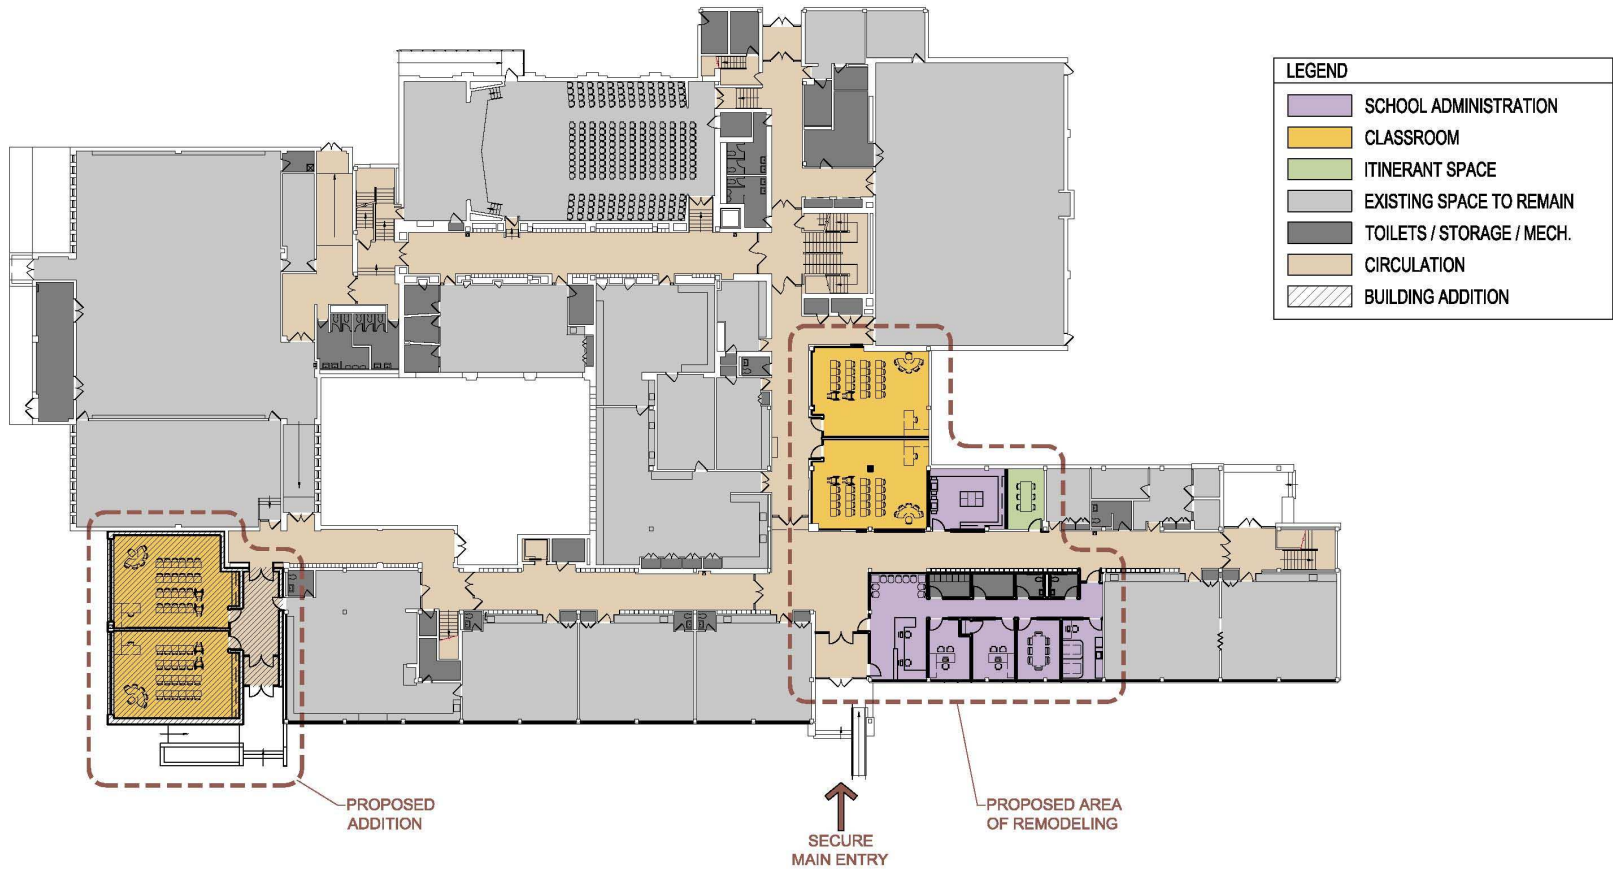 LEGEND
SCHOOL ADMINISTRATION
CLASSROOM
ITINERANT SPACE
EXISTING SPACE TO REMAIN
TOILETS / STORAGE / MECH.
CIRCULATION
BUILDING ADDITION
PROPOSED
ADDITION
SECURE
MAIN ENTRY
PROPOSED AREA
OF REMODELING